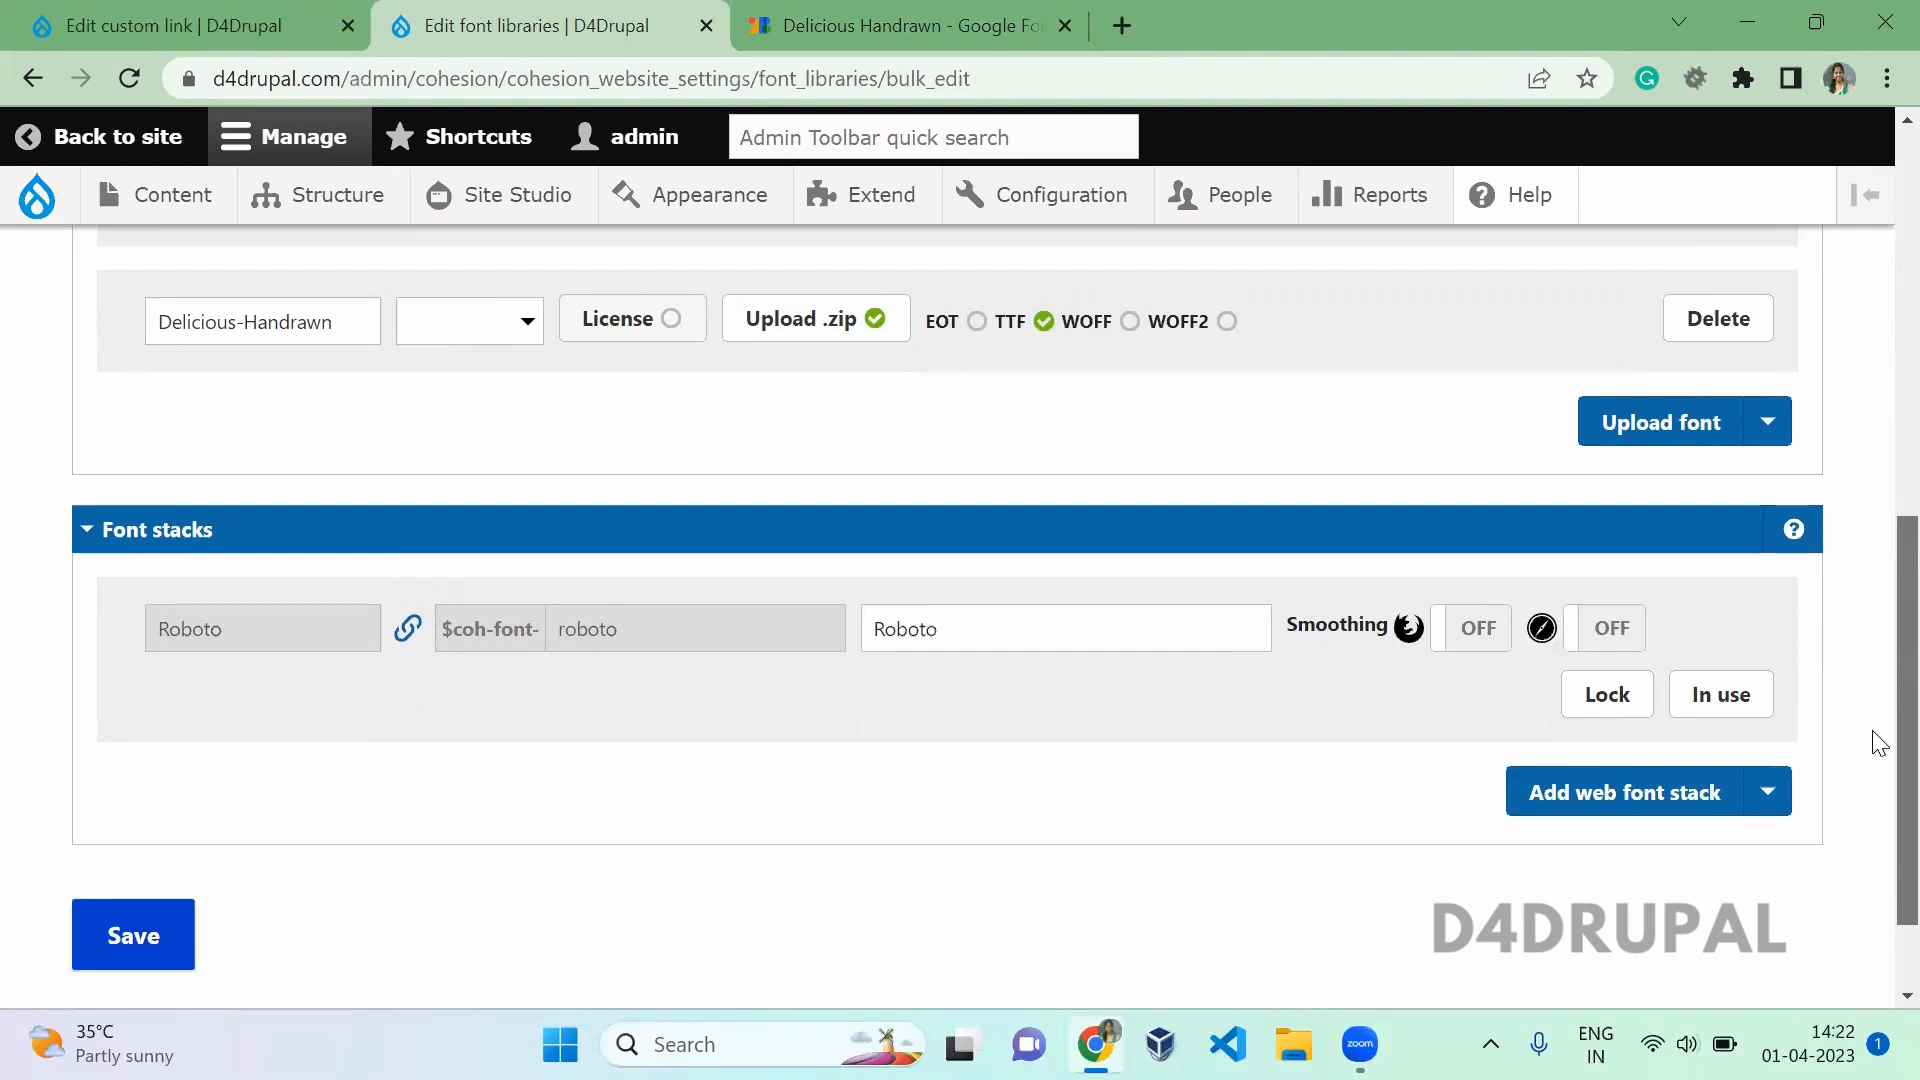 Edit custom link | D4Drupal
Edit font libraries | D4Drupal
Delicious Handrawn - Google Fo
d4drupal.com/admin/cohesion/cohesion_website_settings/font_libraries/bulk_edit
Back to site
Manage
Shortcuts
admin
Admin Toolbar quick search
Content
Structure
Site Studio
Appearance
Extend
Configuration
People
Reports
Help
Delicious-Handrawn
License
Upload .zip
EOT
TTF
WOFF
WOFF2
Delete
Upload font
Font stacks
Roboto
$coh-font-
roboto
Roboto
Smoothing
OFF
OFF
Lock
In use
Add web font stack
Save
D4DRUPAL
35°C
Partly sunny
Search
zoom
ENG
IN
14:22
01-04-2023
1